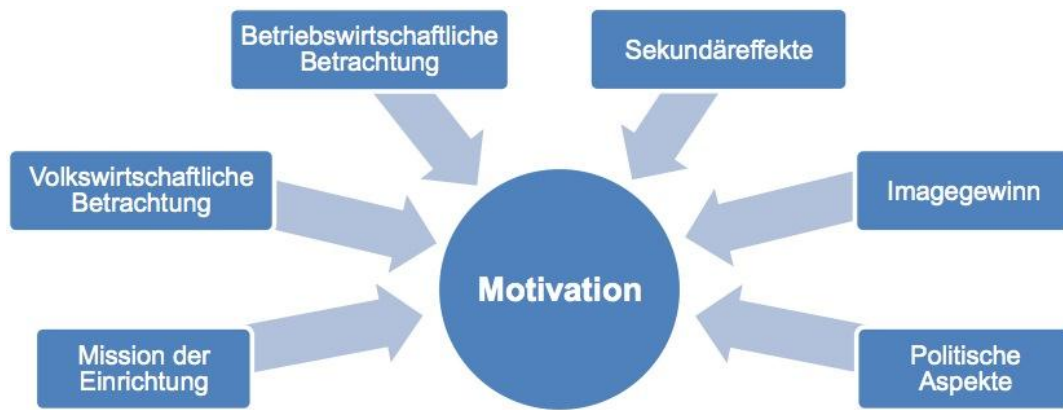 Betriebswirtschaftliche
Betrachtung
Sekundäreffekte
Volkswirtschaftliche
Betrachtung
Imagegewinn
Motivation
Mission der
Einrichtung
Politische
Aspekte